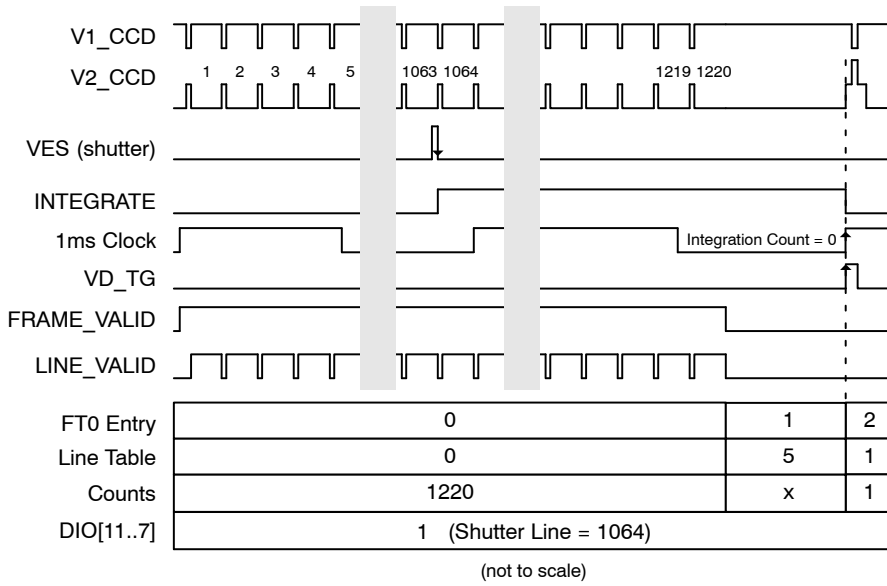 V1_CCD
V2_CCD 1 2 3 4 5 1063 1064 1219 1220
VES (shutter)
INTEGRATE
1ms Clock Integration Count = 0
VD_TG
FRAME_VALID
LINE_VALID
FT0 Entry 0 1 2
Line Table 0 5 1
Counts 1220 x 1
DIO[11..7] 1 (Shutter Line = 1064)
(not to scale)